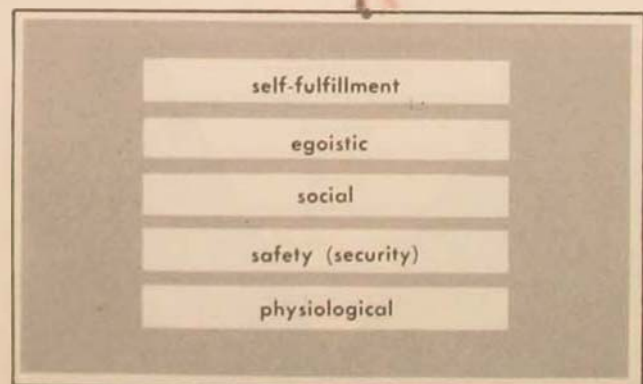 self-fulfillment
egoistic
social
safety (security)
physiological